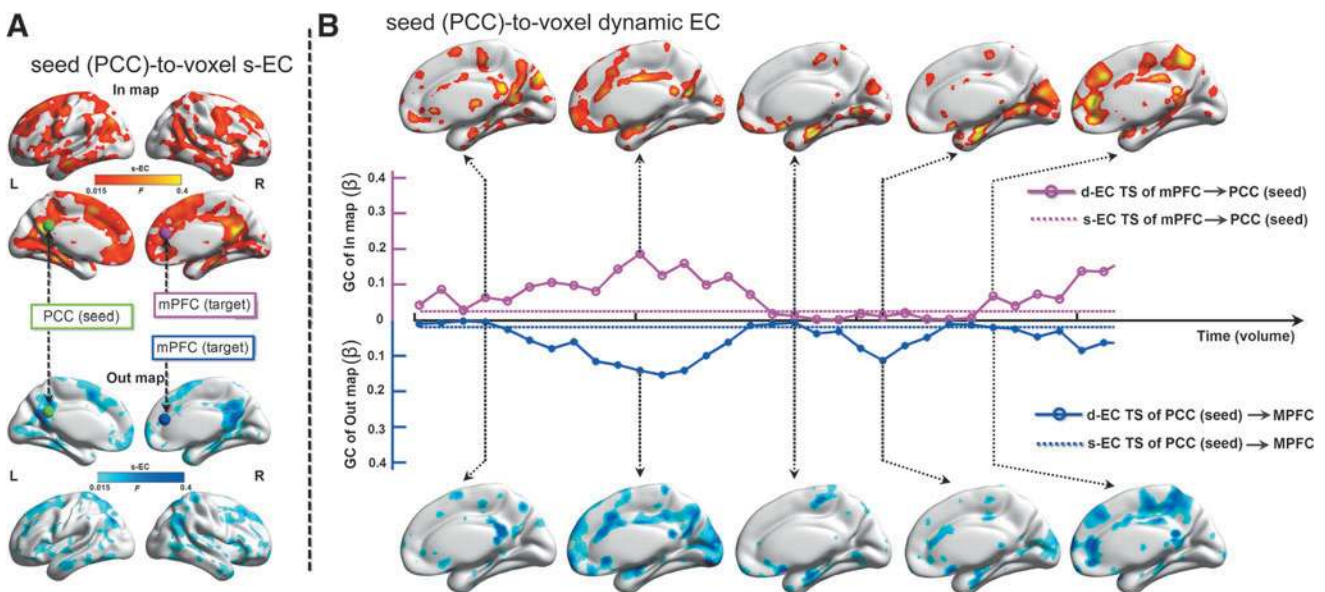 A
seed (PCC)-to-voxel s-EC
In map
L
s-EC
R
0.015 F 0.4
PCC (seed)
mPFC (target)
mPFC (target)
Out map
L
s-EC
R
0.015 F 0.4
B
seed (PCC)-to-voxel dynamic EC
GC of In map (β)
0.4
0.3
0.2
0.1
0
0.1
0.2
0.3
0.4
GC of Out map (β)
d-EC TS of mPFC→PCC (seed)
s-EC TS of mPFC→PCC (seed)
Time (volume)
d-EC TS of PCC (seed) → MPFC
s-EC TS of PCC (seed) → MPFC